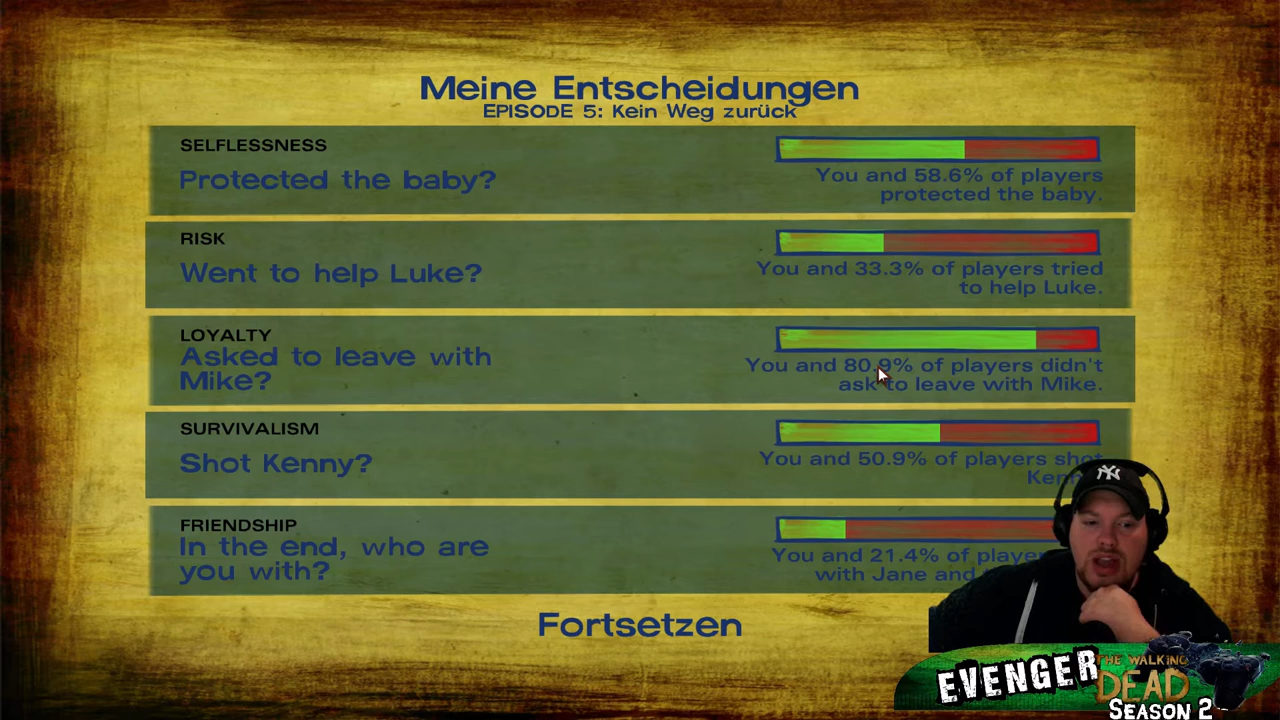 Meine Entscheidungen
EPISODE 5: Kein Weg zurück
SELFLESSNESS
Protected the baby?
You and 58.6% of players
protected the baby.
RISK
Went to help Luke?
You and 33.3% of players tried
to help Luke.
LOYALTY
Asked to leave with
Mike?
You and 80.9% of players didn't
ask to leave with Mike.
SURVIVALISM
Shot Kenny?
You and 50.9% of players shot
FRIENDSHIP
In the end, who are
you with?
You and 21.4% of
with Jane and
Fortsetzen
NY
EVENGER
THE WALKING
DEAD
SEASON 2